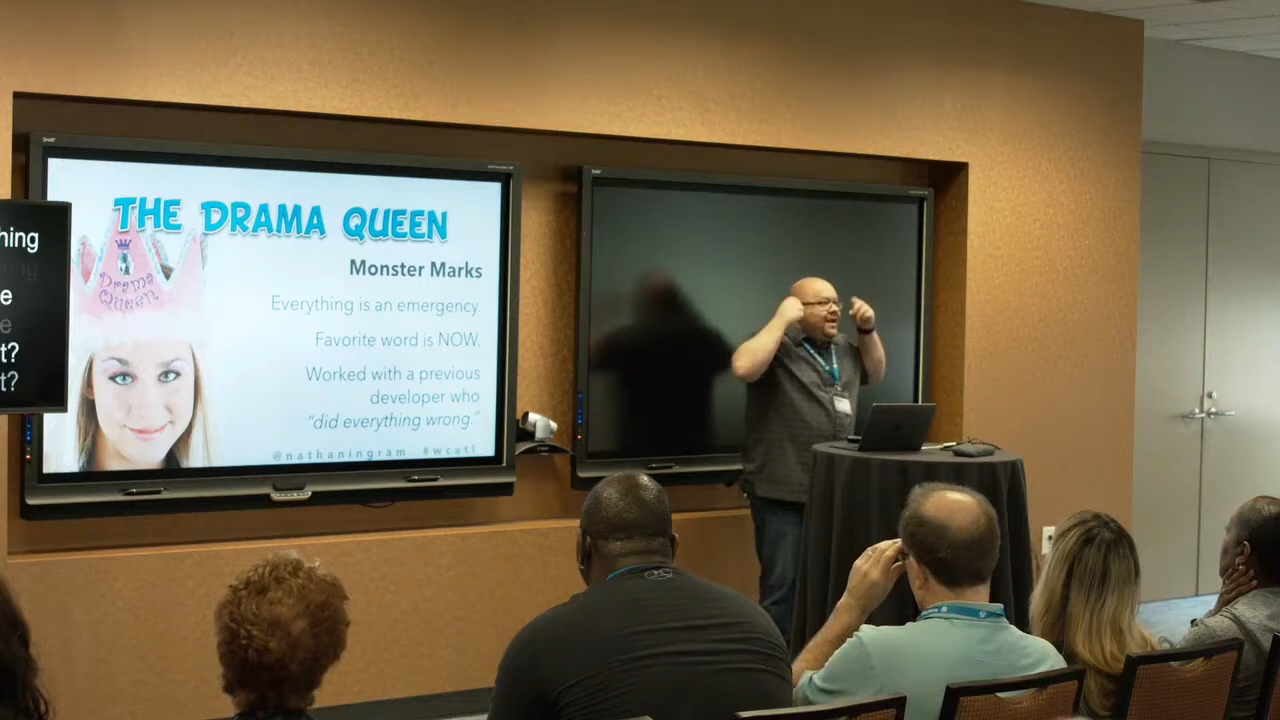 THE DRAMA QUEEN
Drama
Queen
Monster Marks
Everything is an emergency.
Favorite word is NOW.
Worked with a previous
developer who
"did everything wrong."
@nathaningram #wcatl
hing
e
t?
t?